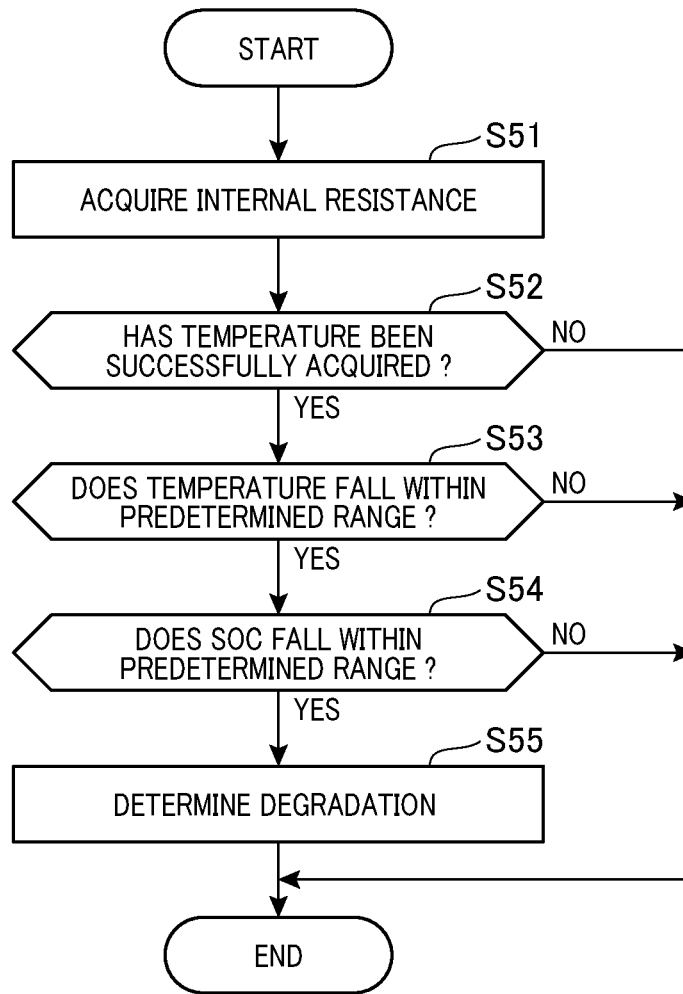 START
S51
ACQUIRE INTERNAL RESISTANCE
S52
HAS TEMPERATURE BEEN
SUCCESSFULLY ACQUIRED ?
NO
YES
S53
DOES TEMPERATURE FALL WITHIN
PREDETERMINED RANGE ?
NO
YES
S54
DOES SOC FALL WITHIN
PREDETERMINED RANGE ?
NO
YES
S55
DETERMINE DEGRADATION
END